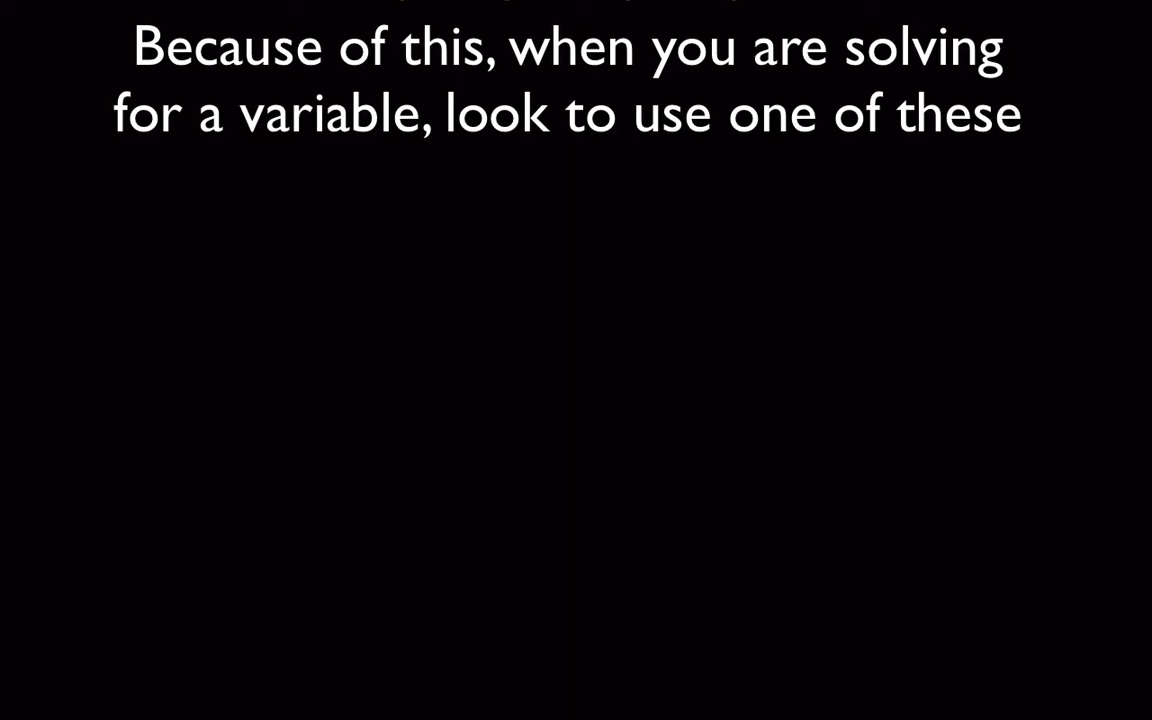 Because of this, when you are solving
for a variable, look to use one of these